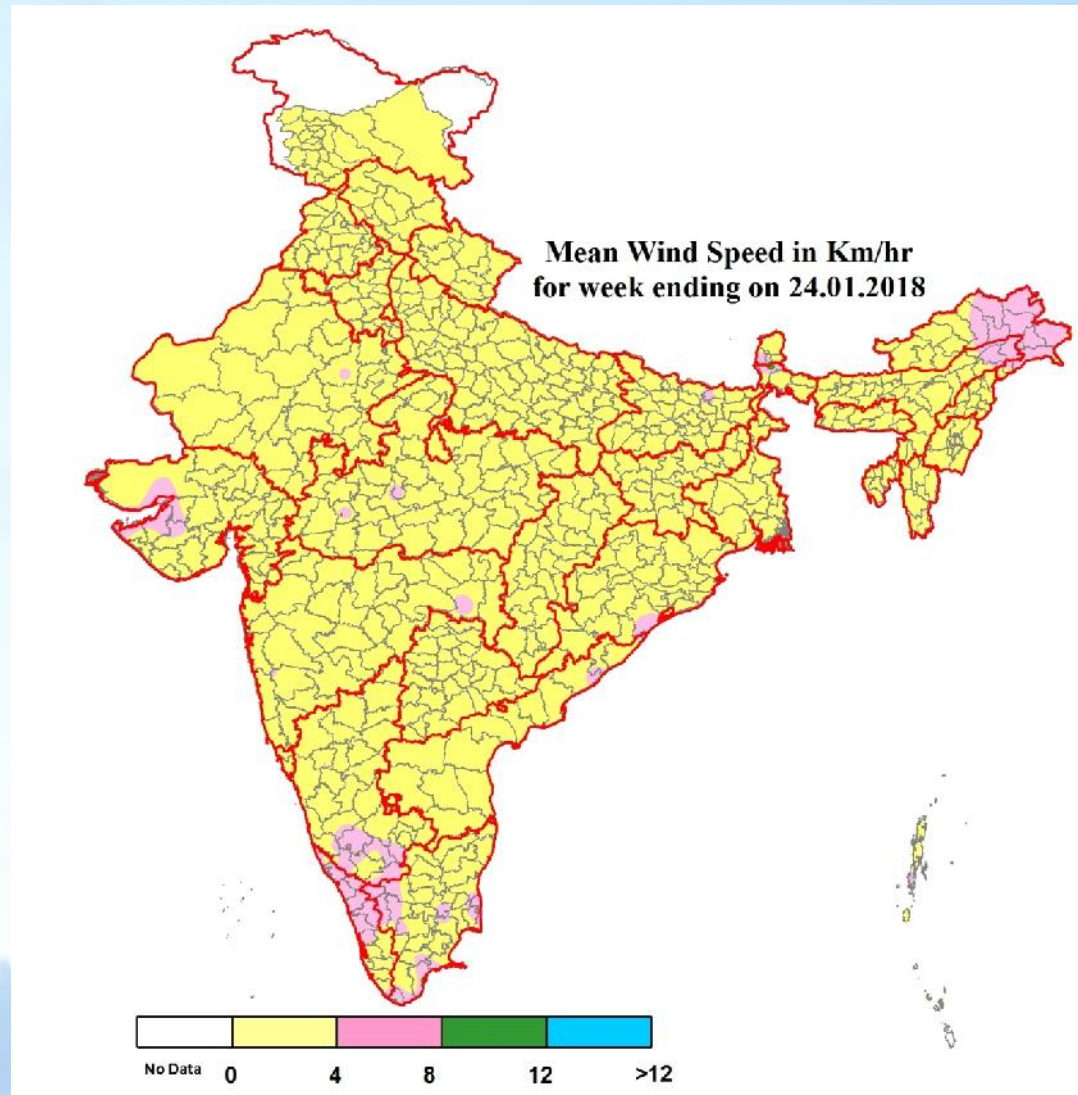 Mean Wind Speed in Km/hr
for week ending on 24.01.2018
No Data 0 4 8 12 >12